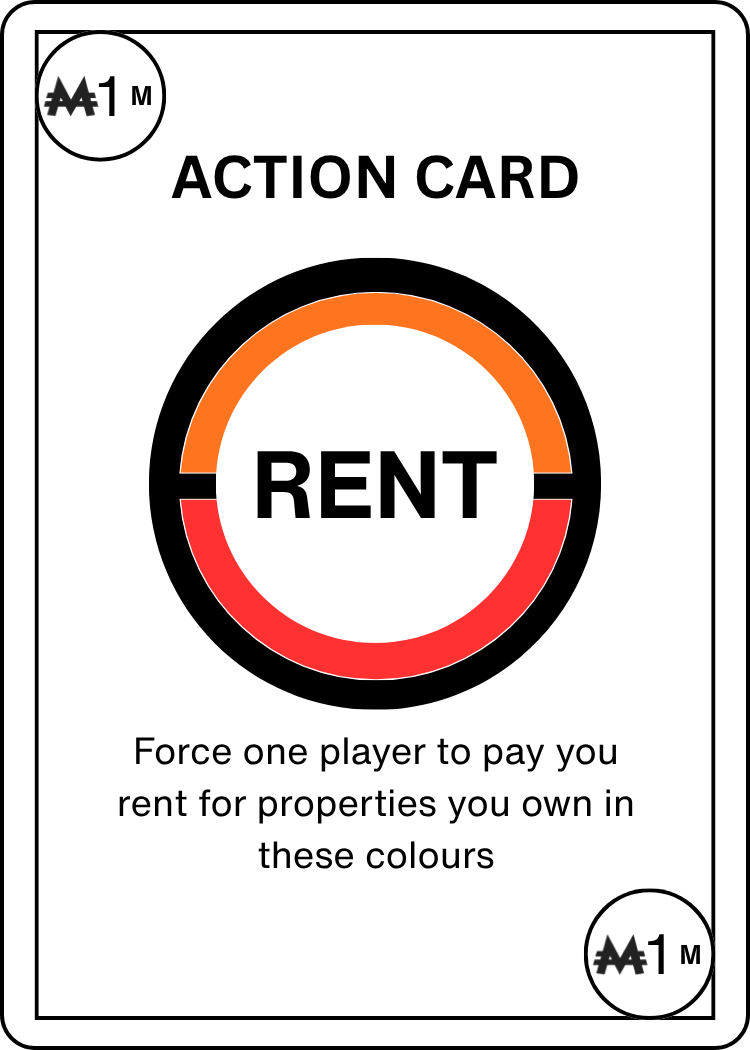 ₳1 M
ACTION CARD
RENT
Force one player to pay you
rent for properties you own in
these colours
₳1 M